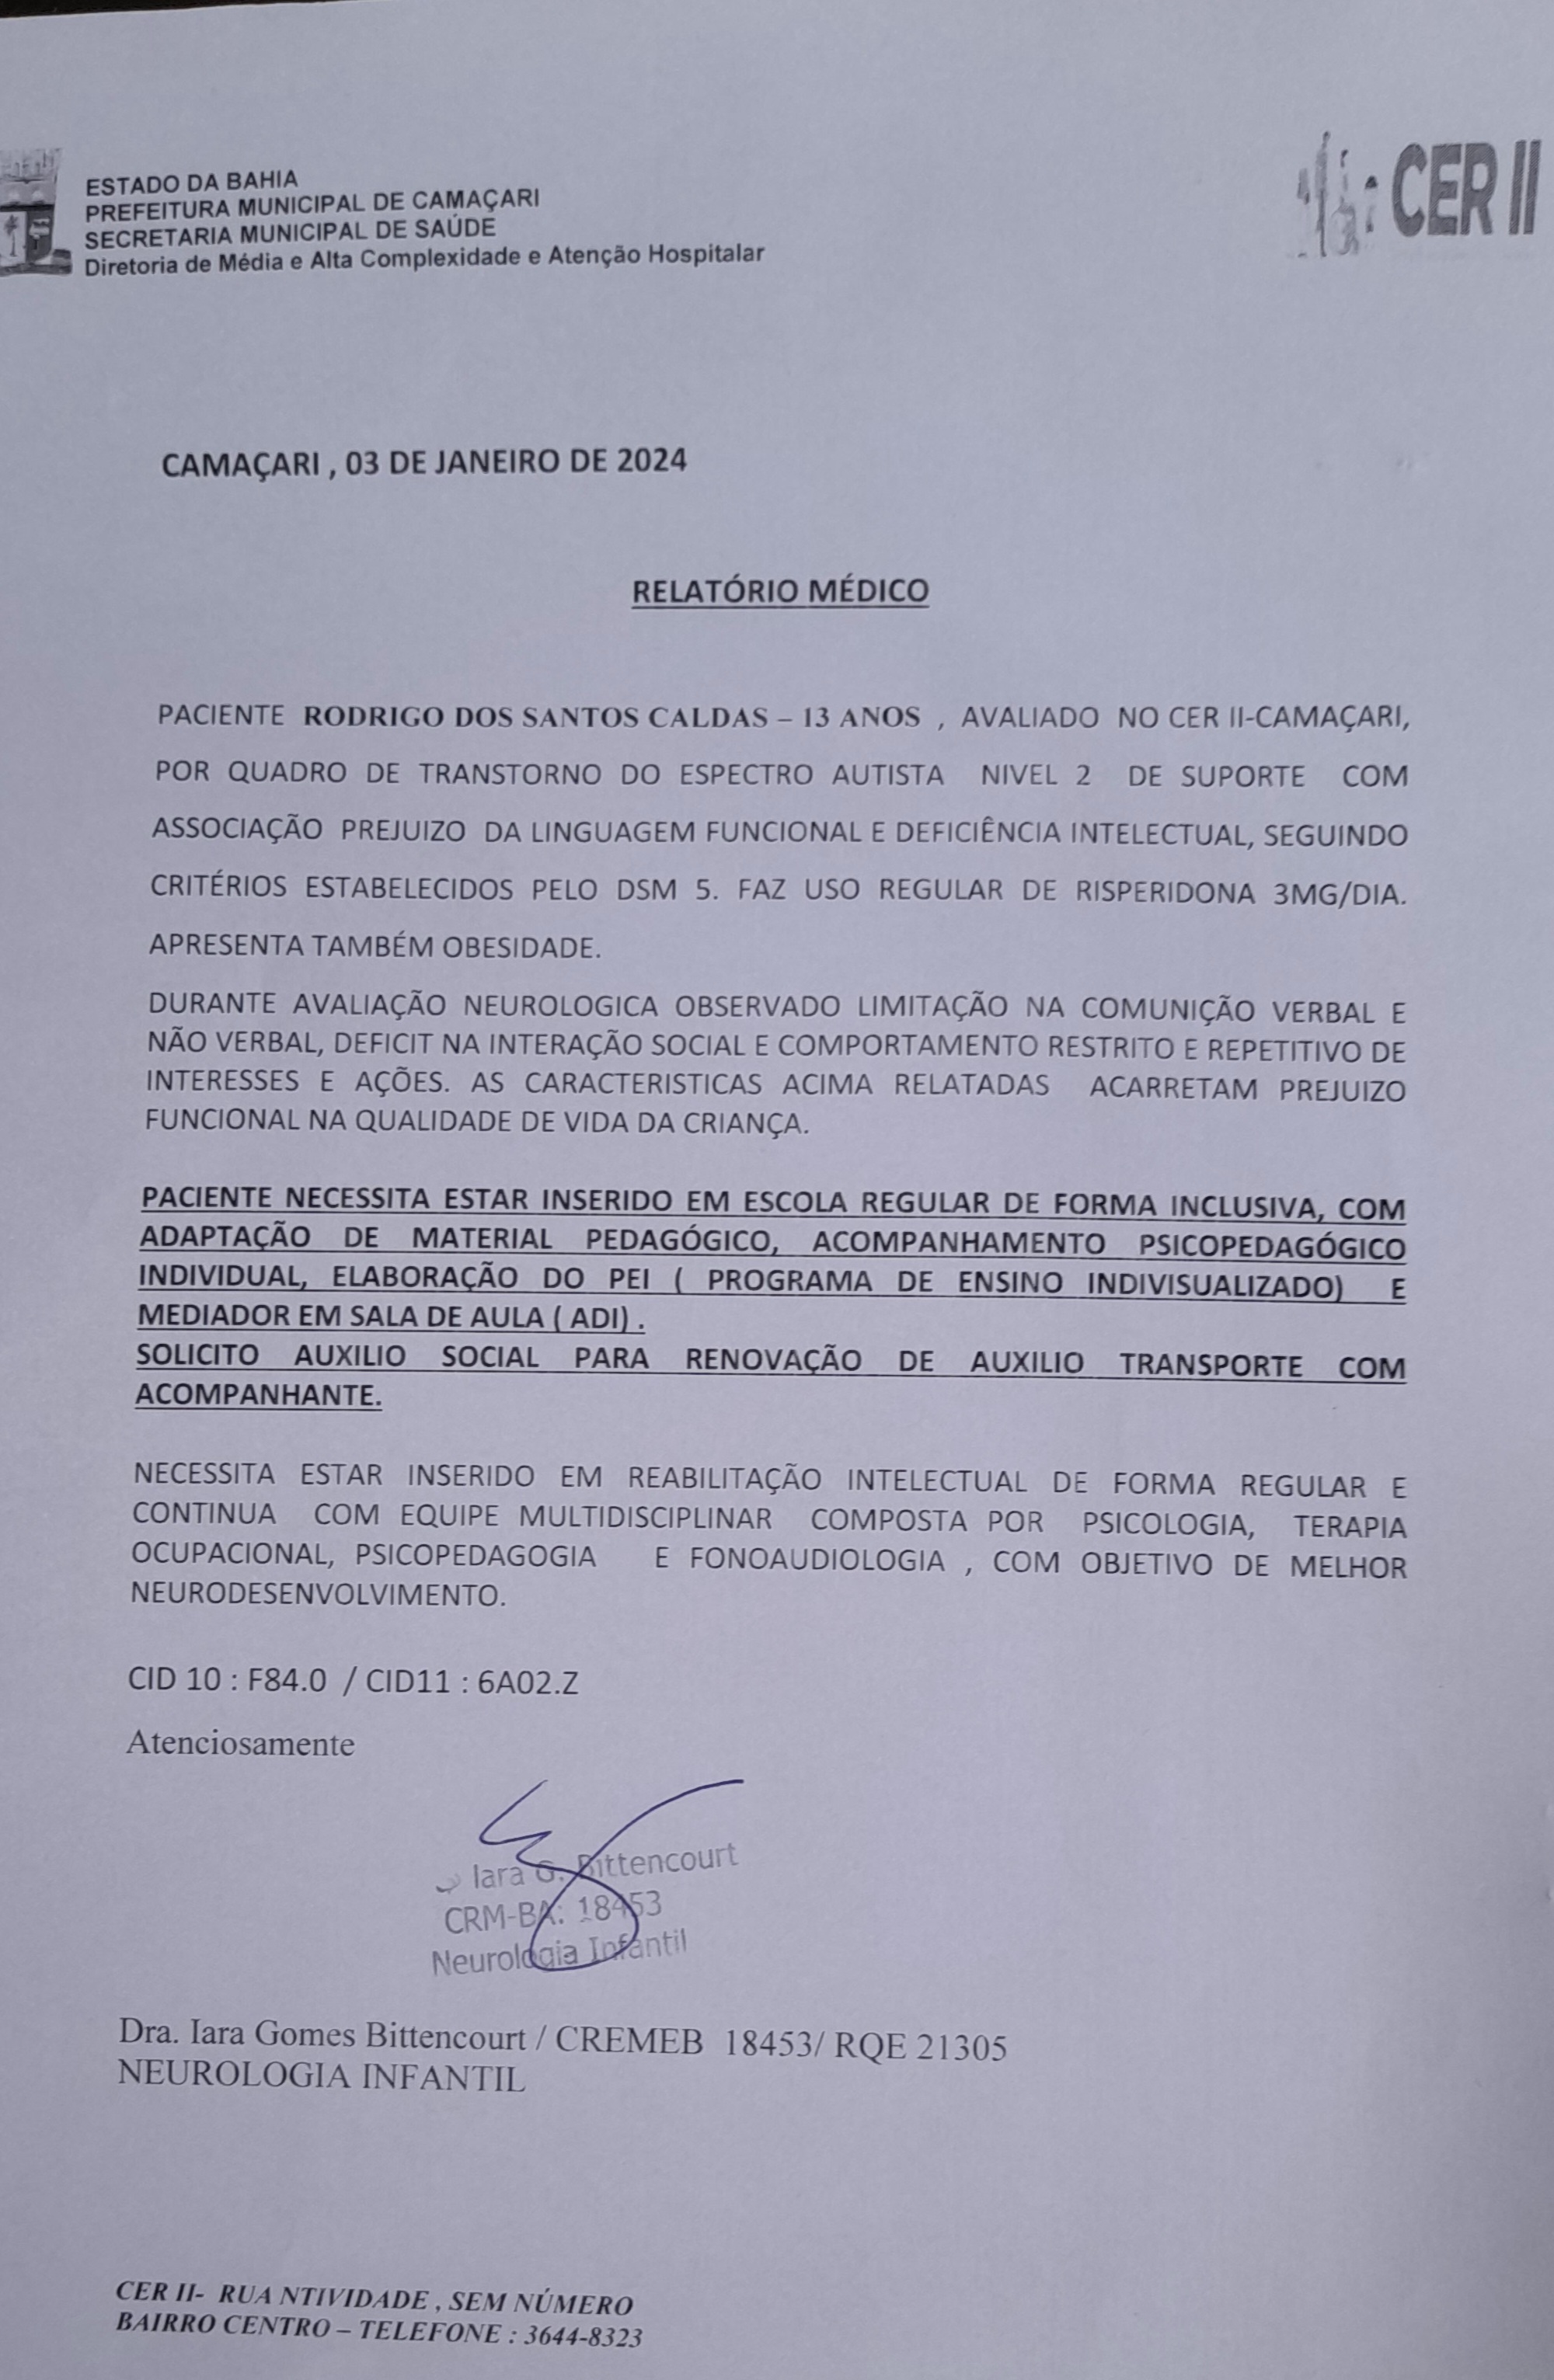 ESTADO DA BAHIA
PREFEITURA MUNICIPAL DE CAMAÇARI
SECRETARIA MUNICIPAL DE SAÚDE
Diretoria de Média e Alta Complexidade e Atenção Hospitalar
CER II
CAMAÇARI , 03 DE JANEIRO DE 2024
RELATÓRIO MÉDICO
PACIENTE RODRIGO DOS SANTOS CALDAS – 13 ANOS , AVALIADO NO CER II-CAMAÇARI,
POR QUADRO DE TRANSTORNO DO ESPECTRO AUTISTA NIVEL 2 DE SUPORTE COM
ASSOCIAÇÃO PREJUIZO DA LINGUAGEM FUNCIONAL E DEFICIÊNCIA INTELECTUAL, SEGUINDO
CRITÉRIOS ESTABELECIDOS PELO DSM 5. FAZ USO REGULAR DE RISPERIDONA 3MG/DIA.
APRESENTA TAMBÉM OBESIDADE.
DURANTE AVALIAÇÃO NEUROLOGICA OBSERVADO LIMITAÇÃO NA COMUNIÇÃO VERBAL E
NÃO VERBAL, DEFICIT NA INTERAÇÃO SOCIAL E COMPORTAMENTO RESTRITO E REPETITIVO DE
INTERESSES E AÇÕES. AS CARACTERISTICAS ACIMA RELATADAS ACARRETAM PREJUIZO
FUNCIONAL NA QUALIDADE DE VIDA DA CRIANÇA.
PACIENTE NECESSITA ESTAR INSERIDO EM ESCOLA REGULAR DE FORMA INCLUSIVA, COM
ADAPTAÇÃO DE MATERIAL PEDAGÓGICO, ACOMPANHAMENTO PSICOPEDAGÓGICO
INDIVIDUAL, ELABORAÇÃO DO PEI ( PROGRAMA DE ENSINO INDIVISUALIZADO) E
MEDIADOR EM SALA DE AULA ( ADI) .
SOLICITO AUXILIO SOCIAL PARA RENOVAÇÃO DE AUXILIO TRANSPORTE COM
ACOMPANHANTE.
NECESSITA ESTAR INSERIDO EM REABILITAÇÃO INTELECTUAL DE FORMA REGULAR E
CONTINUA COM EQUIPE MULTIDISCIPLINAR COMPOSTA POR PSICOLOGIA, TERAPIA
OCUPACIONAL, PSICOPEDAGOGIA E FONOAUDIOLOGIA , COM OBJETIVO DE MELHOR
NEURODESENVOLVIMENTO.
CID 10 : F84.0 / CID11 : 6A02.Z
Atenciosamente
Iara G. Bittencourt
CRM-BA: 18453
Neurologia Infantil
Dra. Iara Gomes Bittencourt / CREMEB 18453/ RQE 21305
NEUROLOGIA INFANTIL
CER II- RUA NTIVIDADE , SEM NÚMERO
BAIRRO CENTRO – TELEFONE : 3644-8323